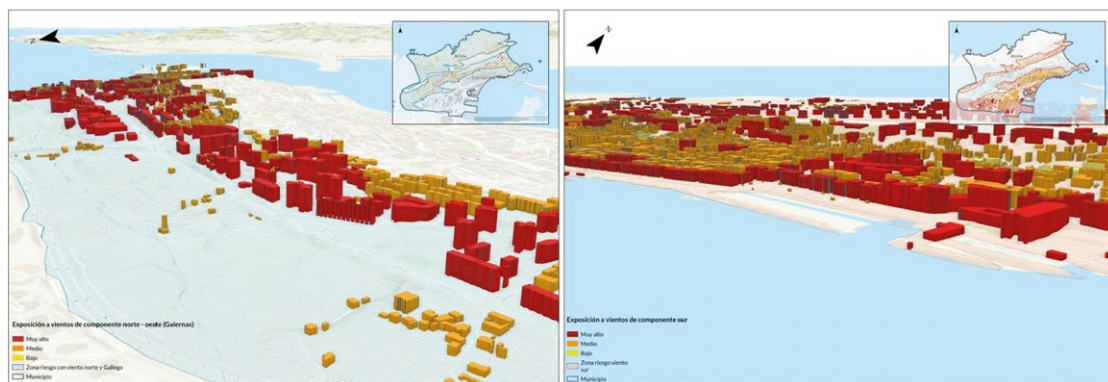 N
Exposición a vientos de componente norte - oeste (Galernas)
Muy alto
Medio
Bajo
Zona riesgo con viento norte y Gallego
Municipio
N
Exposición a vientos de componente sur
Muy alto
Medio
Bajo
Zona riesgo viento
sur
Municipio